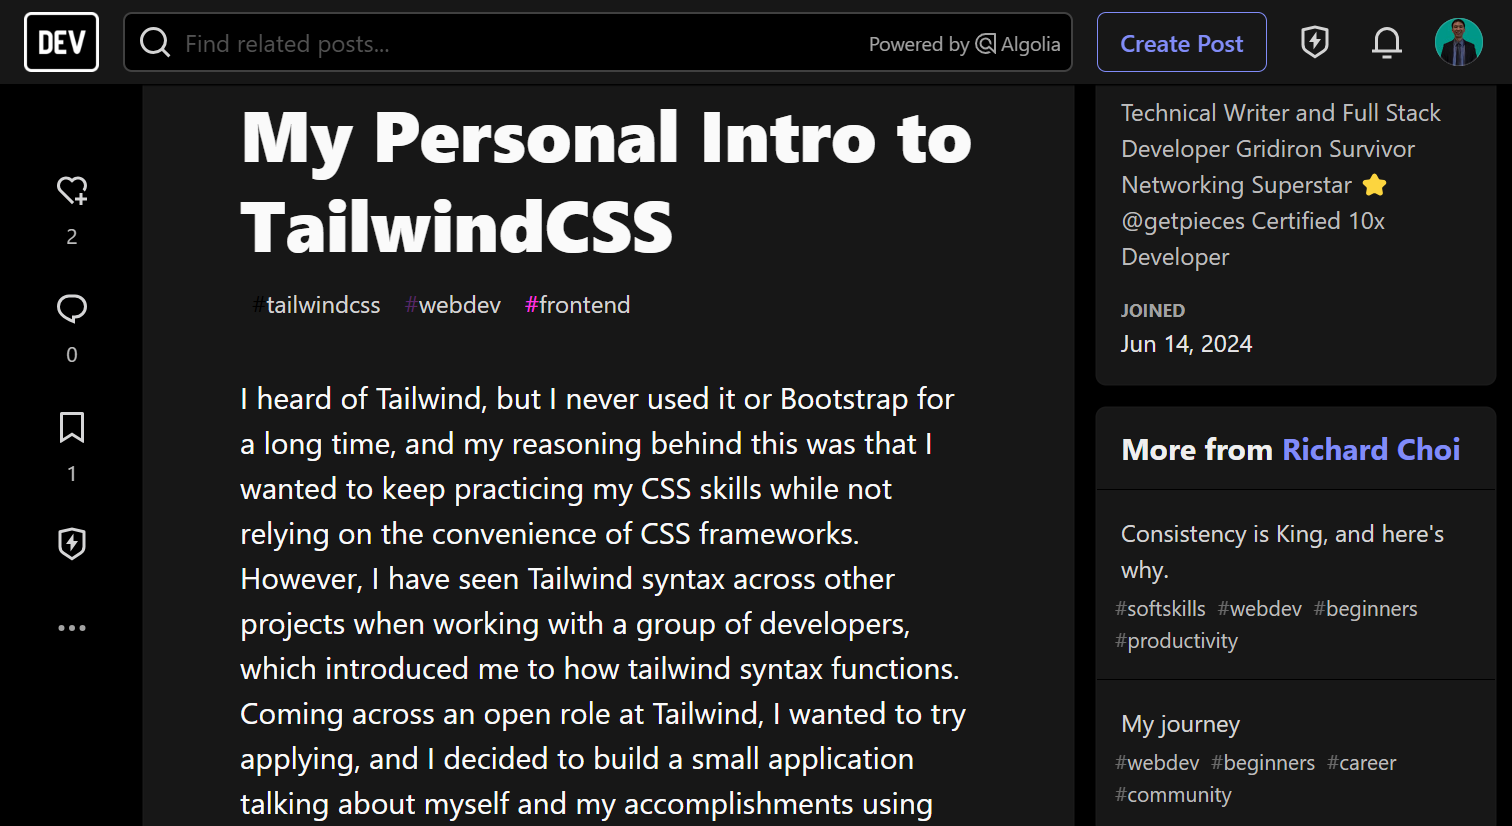 DEV
Find related posts...
Powered by Algolia
Create Post
My Personal Intro to
TailwindCSS
#tailwindcss #webdev #frontend
2
0
1
I heard of Tailwind, but I never used it or Bootstrap for
a long time, and my reasoning behind this was that I
wanted to keep practicing my CSS skills while not
relying on the convenience of CSS frameworks.
However, I have seen Tailwind syntax across other
projects when working with a group of developers,
which introduced me to how tailwind syntax functions.
Coming across an open role at Tailwind, I wanted to try
applying, and I decided to build a small application
talking about myself and my accomplishments using
Technical Writer and Full Stack
Developer Gridiron Survivor
Networking Superstar ⭐
@getpieces Certified 10x
Developer
JOINED
Jun 14, 2024
More from Richard Choi
Consistency is King, and here's
why.
#softskills #webdev #beginners
#productivity
My journey
#webdev #beginners #career
#community